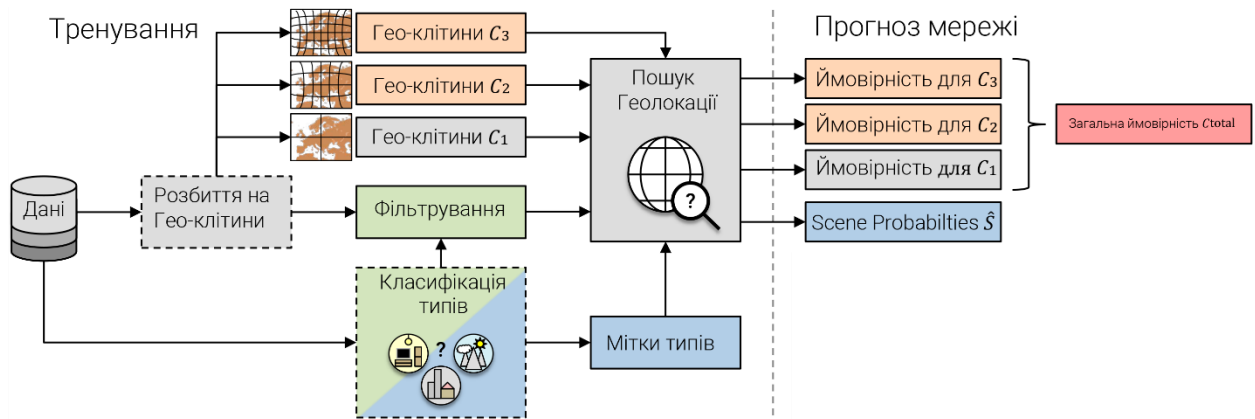 Тренування
Прогноз мережі
Гео-клітини C₃
Гео-клітини C₂
Гео-клітини C₁
Пошук
Геолокації
?
Ймовірність для C₃
Ймовірність для C₂
Ймовірність для C₁
Загальна ймовірність Ctotal
Scene Probabilties Ŝ
Дані
Розбиття на
Гео-клітини
Фільтрування
Класифікація
типів
?
Мітки типів